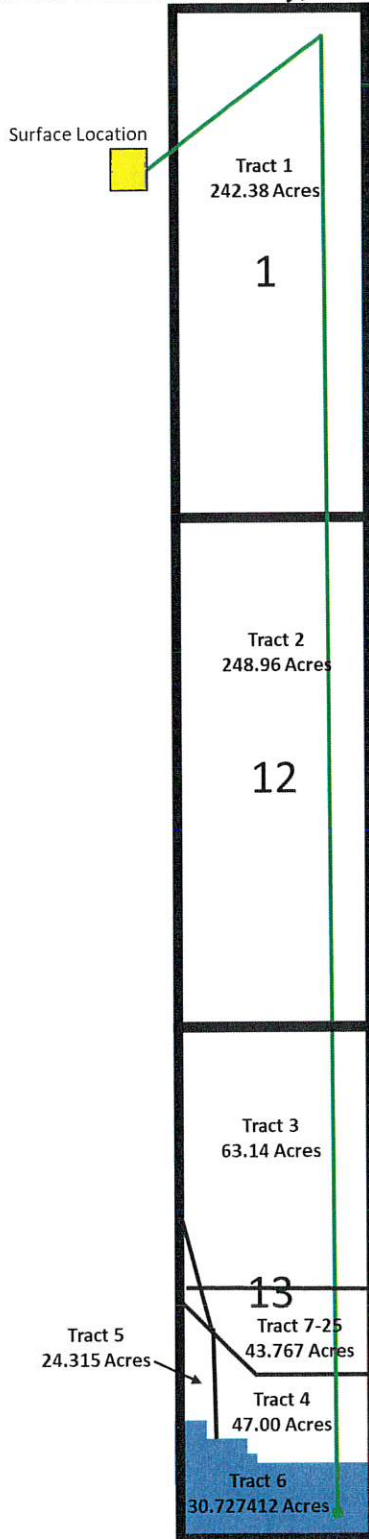 Surface Location
Tract 1
242.38 Acres
1
Tract 2
248.96 Acres
12
Tract 3
63.14 Acres
13
Tract 7-25
43.767 Acres
Tract 5
24.315 Acres
Tract 4
47.00 Acres
Tract 6
30.727412 Acres